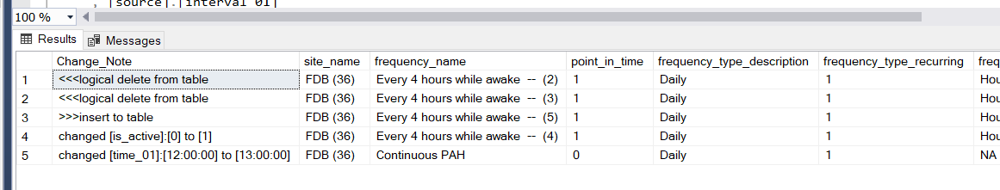 , [source].[interval_01]
100 %
Results Messages
Change_Note site_name frequency_name point_in_time frequency_type_description frequency_type_recurring freq
1 <<<logical delete from table FDB (36) Every 4 hours while awake -- (2) 1 Daily 1 Hou
2 <<<logical delete from table FDB (36) Every 4 hours while awake -- (3) 1 Daily 1 Hou
3 >>>insert to table FDB (36) Every 4 hours while awake -- (5) 1 Daily 1 Hou
4 changed [is_active]:[0] to [1] FDB (36) Every 4 hours while awake -- (4) 1 Daily 1 Hou
5 changed [time_01]:[12:00:00] to [13:00:00] FDB (36) Continuous PAH 0 Daily 1 NA